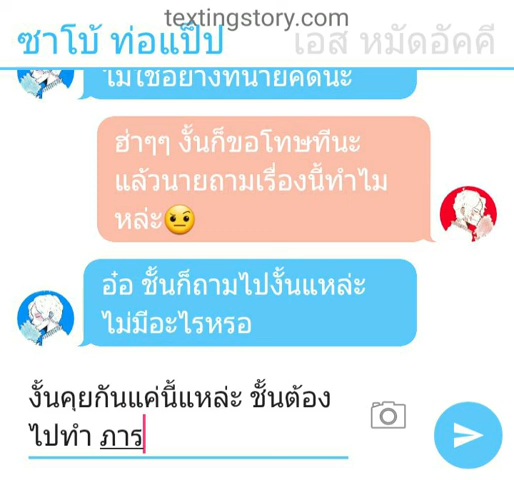 textingstory.com
ซาโบ้ ท่อแป็ป
เอส หมัดอัคคี
ไม่ใช่อย่างที่นายคิดนะ
ฮ่าๆๆ งั้นก็ขอโทษทีนะ
แล้วนายถามเรื่องนี้ทำไม
หล่ะ🤨
อ๋อ ชั้นก็ถามไปงั้นแหล่ะ
ไม่มีอะไรหรอ
งั้นคุยกันแค่นี้แหล่ะ ชั้นต้อง
ไปทำ ภาร